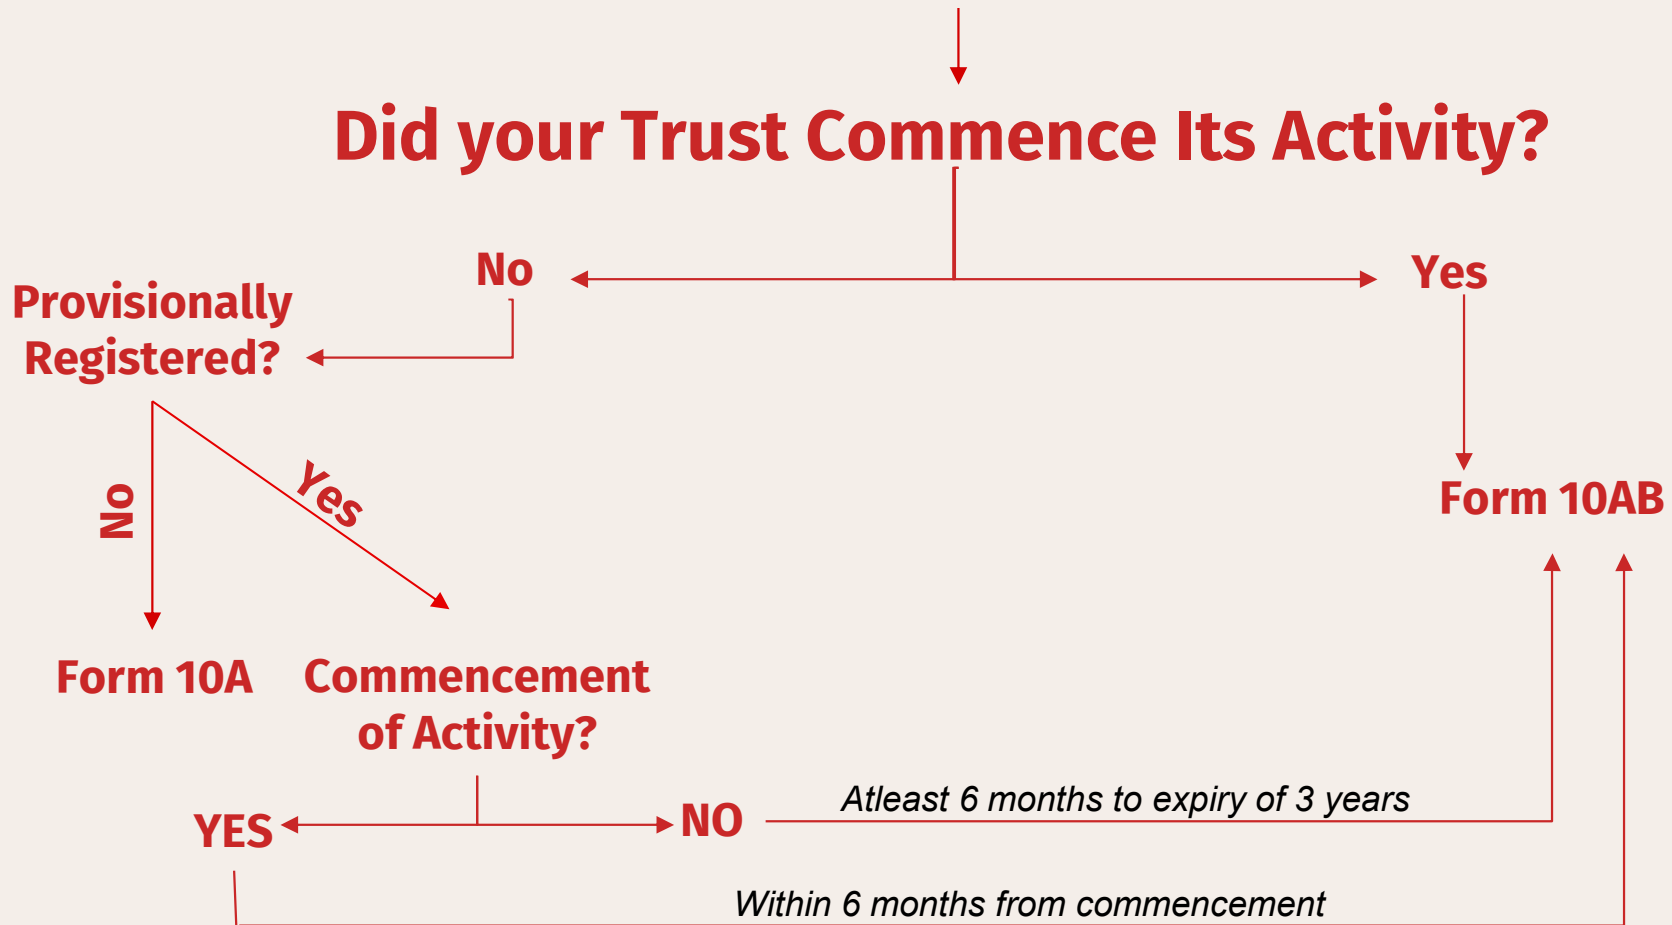 Did your Trust Commence Its Activity?
No
Yes
Provisionally
Registered?
No
Yes
Form 10AB
Form 10A
Commencement
of Activity?
YES
NO
Atleast 6 months to expiry of 3 years
Within 6 months from commencement